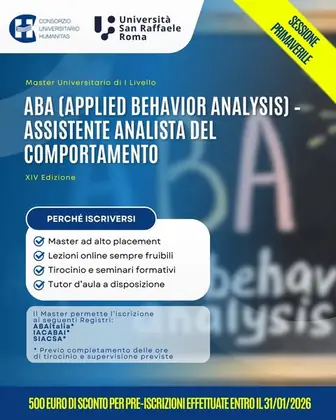 CONSORZIO
UNIVERSITARIO
HUMANITAS
Università
San Raffaele
Roma
SESSIONE
PRIMAVERILE
Master Universitario di I Livello
ABA (APPLIED BEHAVIOR ANALYSIS) –
ASSISTENTE ANALISTA DEL
COMPORTAMENTO
XIV Edizione
PERCHÉ ISCRIVERSI
Master ad alto placement
Lezioni online sempre fruibili
Tirocinio e seminari formativi
Tutor d'aula a disposizione
ABA
behav
analysis
Il Master permette l'iscrizione
ai seguenti Registri:
ABAitalia*
IACABAI*
SIACSA*
* Previo completamento delle ore
di tirocinio e supervisione previste
500 EURO DI SCONTO PER PRE-ISCRIZIONI EFFETTUATE ENTRO IL 31/01/2026